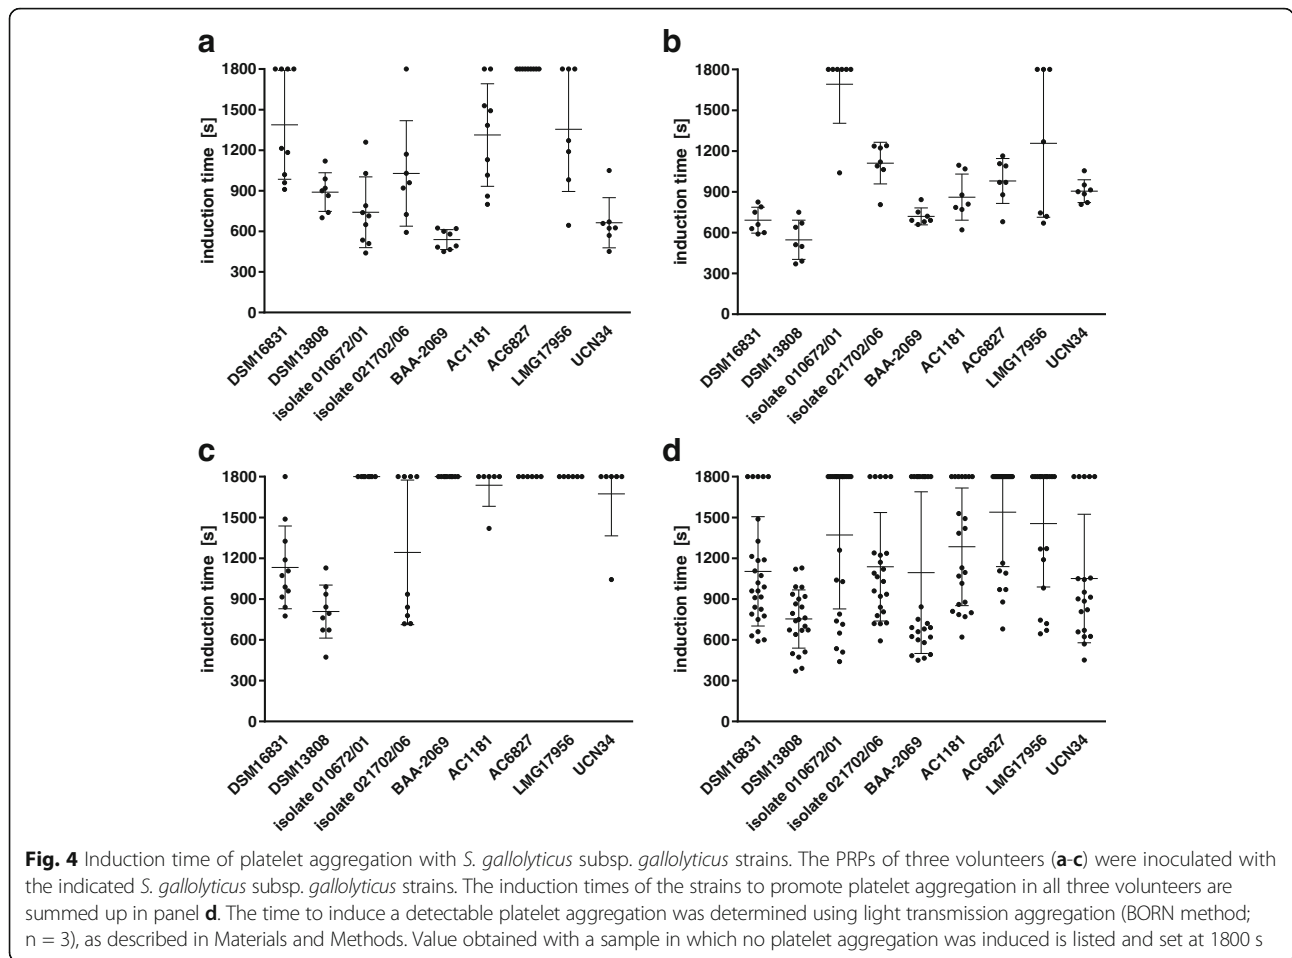 a
induction time [s]
1800
1500
1200
900
600
300
0
DSM16831
DSM13808
isolate 010672/01
isolate 021702/06
BAA-2069
AC1181
AC6827
LMG17956
UCN34
b
induction time [s]
1800
1500
1200
900
600
300
0
DSM16831
DSM13808
isolate 010672/01
isolate 021702/06
BAA-2069
AC1181
AC6827
LMG17956
UCN34
c
induction time [s]
1800
1500
1200
900
600
300
0
DSM16831
DSM13808
isolate 010672/01
isolate 021702/06
BAA-2069
AC1181
AC6827
LMG17956
UCN34
d
induction time [s]
1800
1500
1200
900
600
300
0
DSM16831
DSM13808
isolate 010672/01
isolate 021702/06
BAA-2069
AC1181
AC6827
LMG17956
UCN34
Fig. 4 Induction time of platelet aggregation with S. gallolyticus subsp. gallolyticus strains. The PRPs of three volunteers (a-c) were inoculated with
the indicated S. gallolyticus subsp. gallolyticus strains. The induction times of the strains to promote platelet aggregation in all three volunteers are
summed up in panel d. The time to induce a detectable platelet aggregation was determined using light transmission aggregation (BORN method;
n = 3), as described in Materials and Methods. Value obtained with a sample in which no platelet aggregation was induced is listed and set at 1800 s